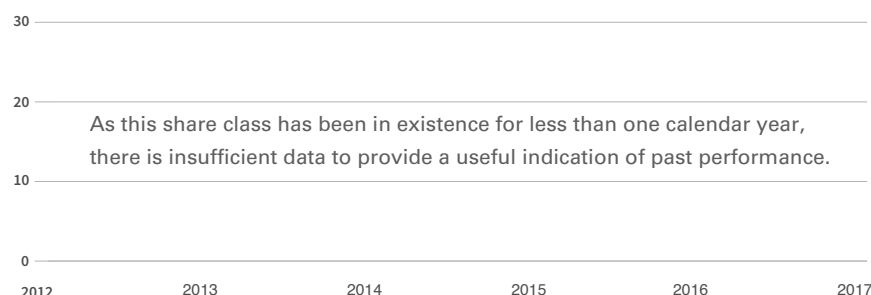 30
20
As this share class has been in existence for less than one calendar year,
there is insufficient data to provide a useful indication of past performance.
10
0
2012 2013 2014 2015 2016 2017